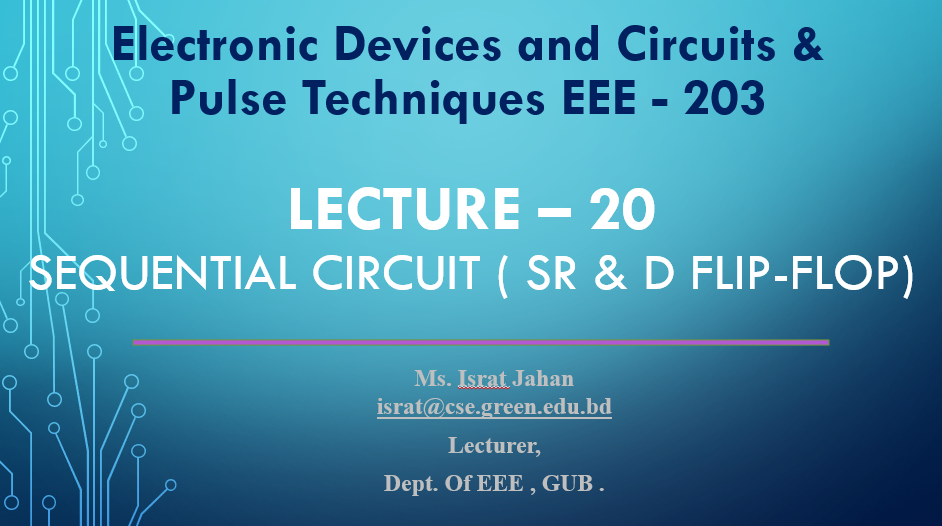 Electronic Devices and Circuits &
Pulse Techniques EEE - 203
LECTURE – 20
SEQUENTIAL CIRCUIT ( SR & D FLIP-FLOP)
Ms. Israt Jahan
israt@cse.green.edu.bd
Lecturer,
Dept. Of EEE , GUB .